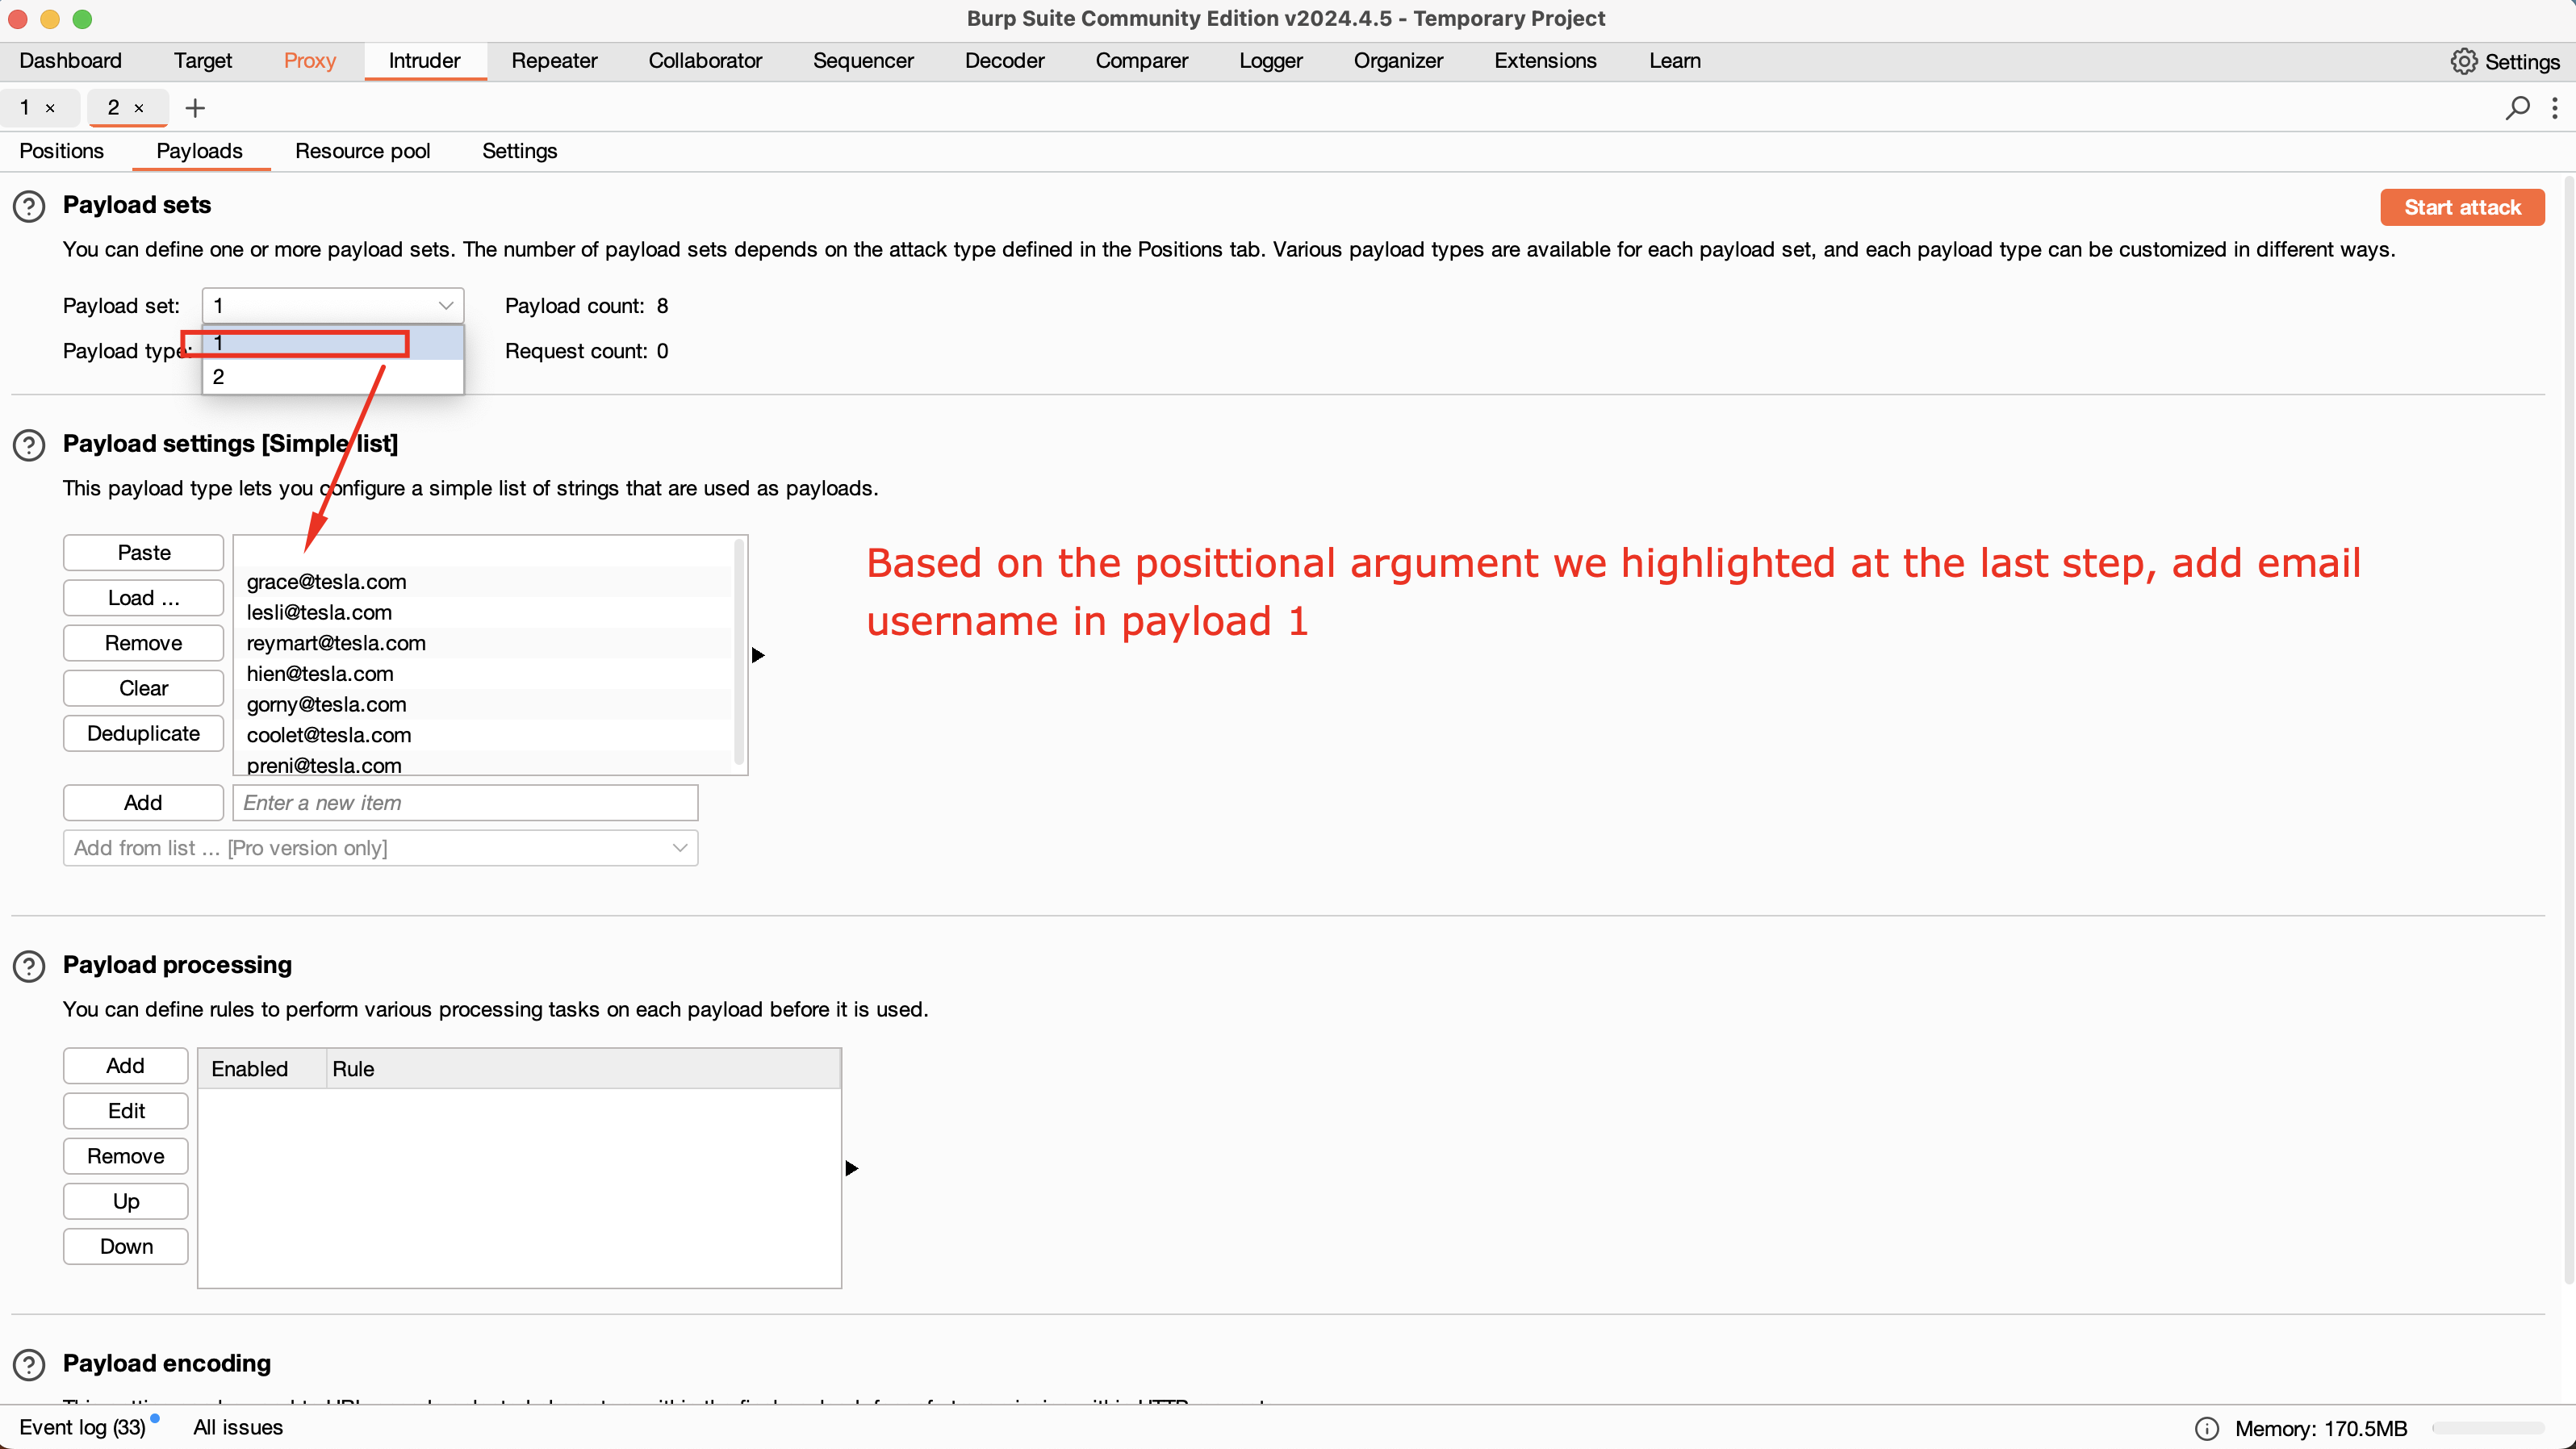 Burp Suite Community Edition v2024.4.5 - Temporary Project
Dashboard Target Proxy Intruder Repeater Collaborator Sequencer Decoder Comparer Logger Organizer Extensions Learn Settings
1 × 2 × +
Positions Payloads Resource pool Settings
? Payload sets
Start attack
You can define one or more payload sets. The number of payload sets depends on the attack type defined in the Positions tab. Various payload types are available for each payload set, and each payload type can be customized in different ways.
Payload set: 1 Payload count: 8
1
Payload type: Request count: 0
2
? Payload settings [Simple list]
This payload type lets you configure a simple list of strings that are used as payloads.
Paste
Load ...
Remove
Clear
Deduplicate
grace@tesla.com
lesli@tesla.com
reymart@tesla.com
hien@tesla.com
gorny@tesla.com
coolet@tesla.com
preni@tesla.com
Based on the posittional argument we highlighted at the last step, add email
username in payload 1
Add Enter a new item
Add from list ... [Pro version only]
? Payload processing
You can define rules to perform various processing tasks on each payload before it is used.
Add
Edit
Remove
Up
Down
Enabled Rule
? Payload encoding
Event log (33) All issues Memory: 170.5MB